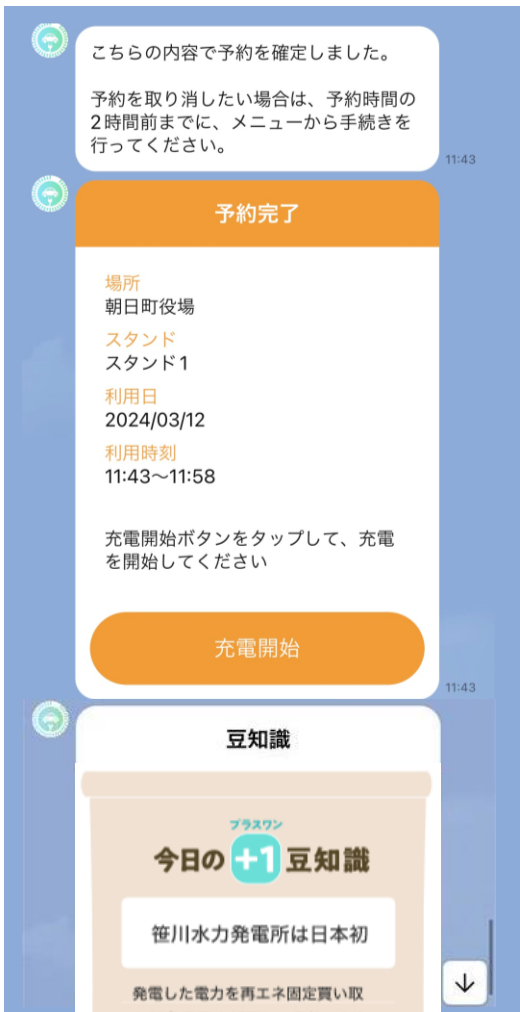 こちらの内容で予約を確定しました。
予約を取り消したい場合は、予約時間の
2時間前までに、メニューから手続きを
行ってください。
11:43
予約完了
場所
朝日町役場
スタンド
スタンド1
利用日
2024/03/12
利用時刻
11:43〜11:58
充電開始ボタンをタップして、充電
を開始してください
充電開始
11:43
豆知識
プラスワン
今日の+1豆知識
笹川水力発電所は日本初
発電した電力を再エネ固定買い取